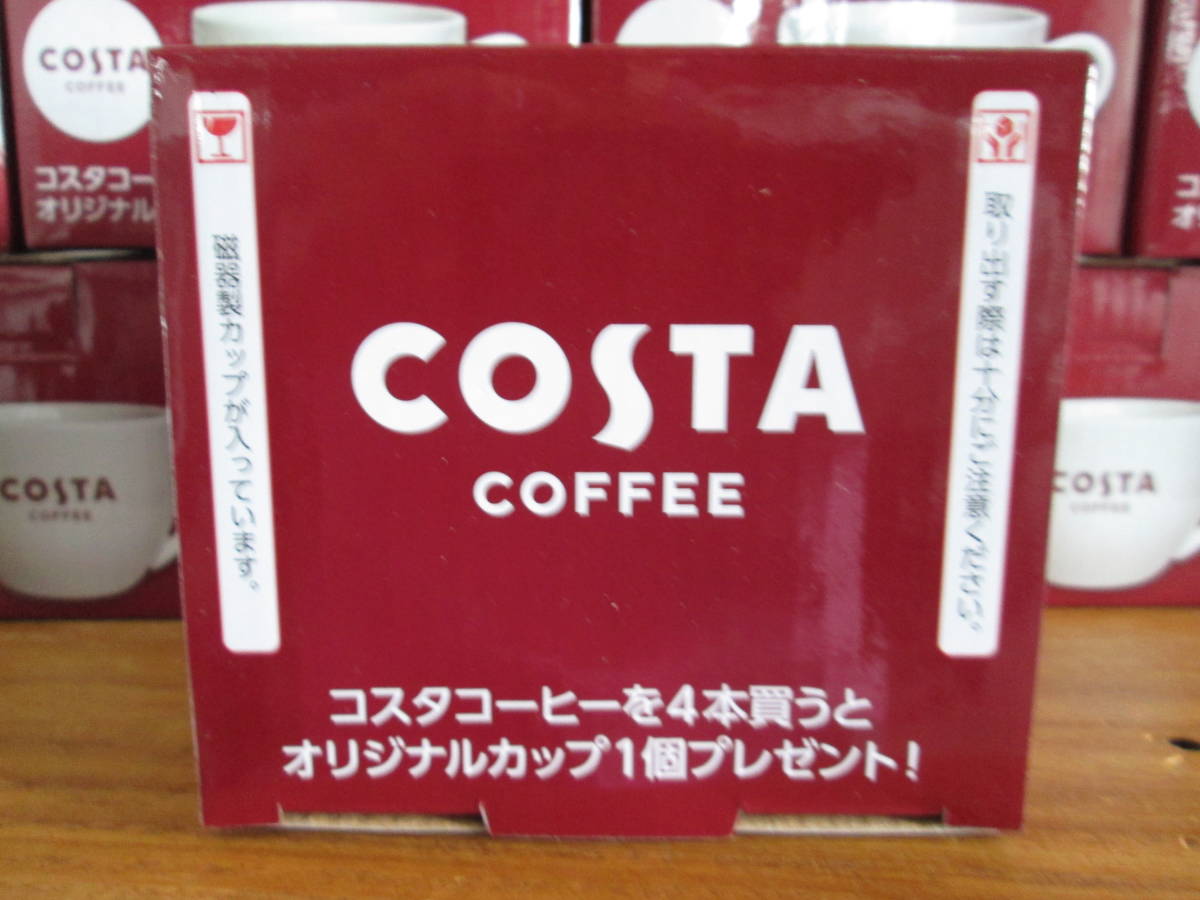 COSTA
COFFEE
コスタコー
オリジナル
コ
オ
磁器製カップが入っています。
取り出す際は十分にご注意ください。
COSTA
COFFEE
COSTA
COFFEE
COSTA
COFFEE
コスタコーヒーを4本買うと
オリジナルカップ1個プレゼント!